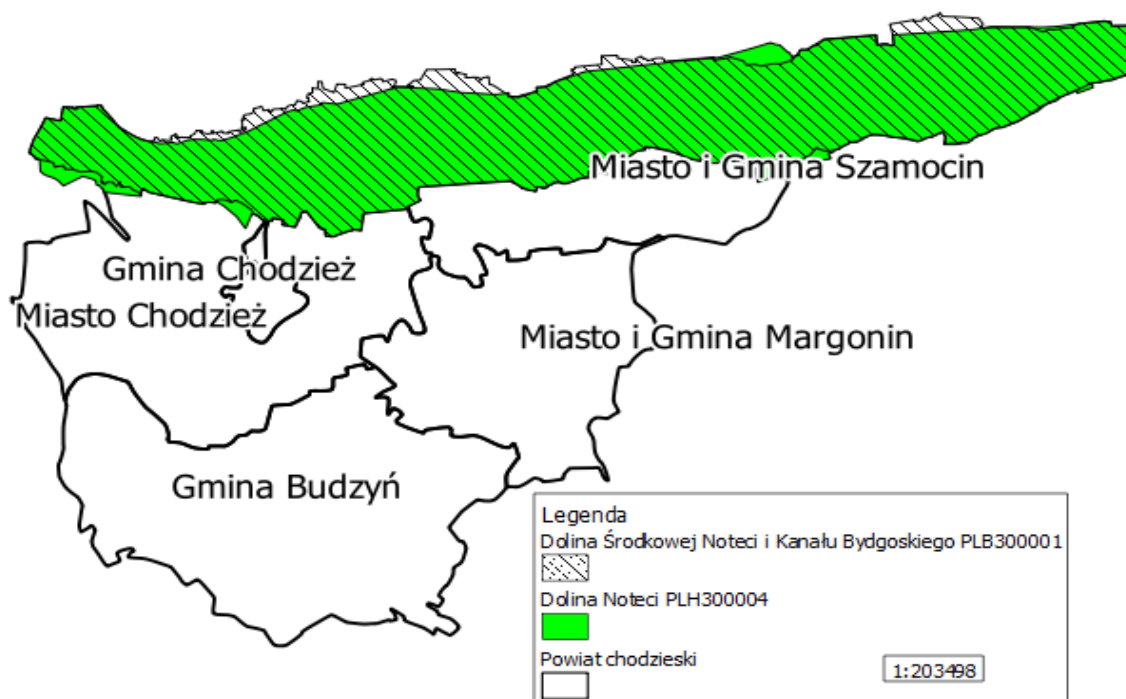 Miasto i Gmina Szamocin
Gmina Chodzież
Miasto Chodzież
Miasto i Gmina Margonin
Gmina Budzyń
Legenda
Dolina Środkowej Noteci i Kanału Bydgoskiego PLB300001
Dolina Noteci PLH300004
Powiat chodzieski
1:203498